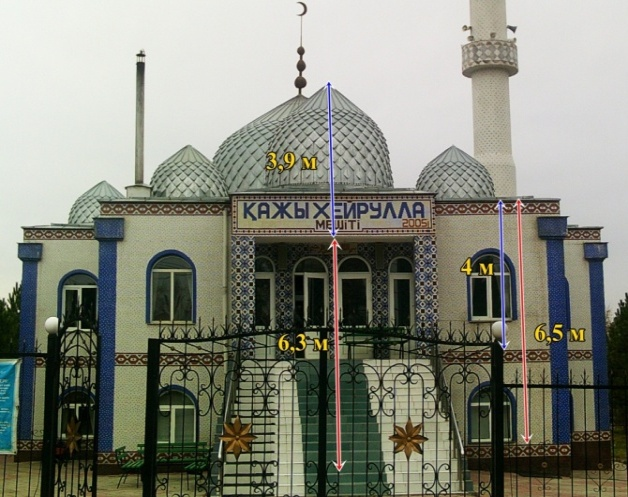 3,9 м
ҚАЖЫ ХЕЙРУЛЛА
МЕШІТІ 2005
4 м
6,3 м
6,5 м